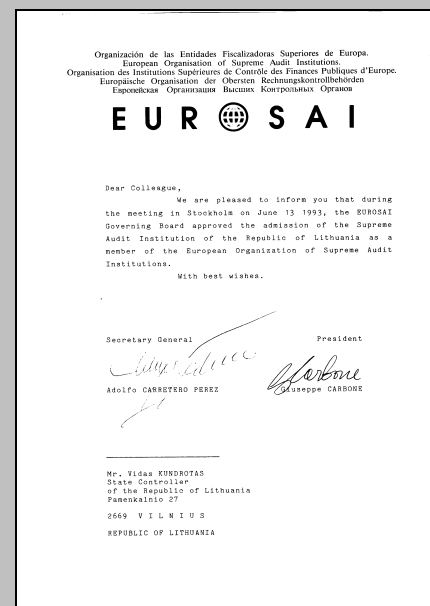 Organización de las Entidades Fiscalizadoras Superiores de Europa.
European Organisation of Supreme Audit Institutions.
Organisation des Institutions Supérieures de Contrôle des Finances Publiques d'Europe.
Europäische Organisation der Obersten Rechnungskontrollbehörden
Европейская Организация Высших Контрольных Органов
EUROSAI
Dear Colleague,
We are pleased to inform you that during
the meeting in Stockholm on June 13 1993, the EUROSAI
Governing Board approved the admission of the Supreme
Audit Institution of the Republic of Lithuania as a
member of the European Organization of Supreme Audit
Institutions.
With best wishes.
Secretary General President
Carbone
Adolfo CARRETERO PEREZ Giuseppe CARBONE
Mr. Vidas KUNDROTAS
State Controller
of the Republic of Lithuania
Pamenkalnio 27
2669 V I L N I U S
REPUBLIC OF LITHUANIA